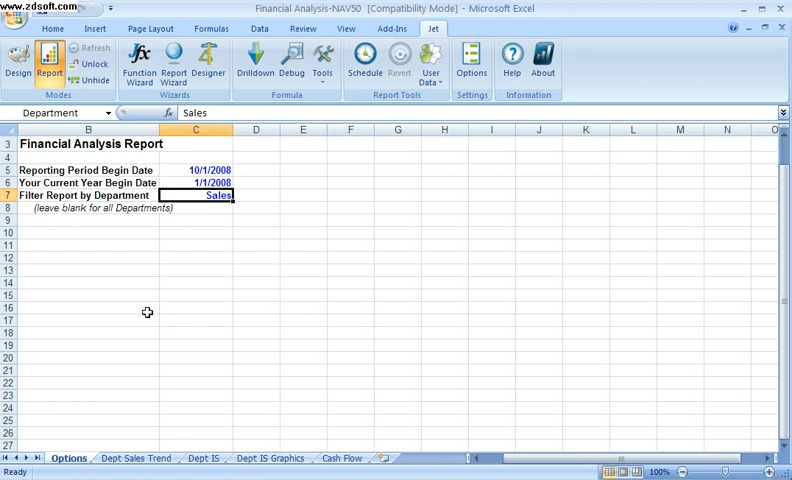 www.zdsoft.com
Financial Analysis-NAV50 [Compatibility Mode] - Microsoft Excel
Home Insert Page Layout Formulas Data Review View Add-Ins Jet
Design Report Refresh Unlock Unhide
Function Wizard Report Wizard Designer
Drilldown Debug Tools
Schedule Revert User Data
Options Help About
Modes Wizards Formula Report Tools Settings Information
Department fx Sales
B C D E F G H I J K L M N O
3 Financial Analysis Report
4
5 Reporting Period Begin Date 10/1/2008
6 Your Current Year Begin Date 1/1/2008
7 Filter Report by Department Sales
8 (leave blank for all Departments)
9
10
11
12
13
14
15
16
17
18
19
20
21
22
23
24
25
26
27
Options Dept Sales Trend Dept IS Dept IS Graphics Cash Flow
Ready 100%